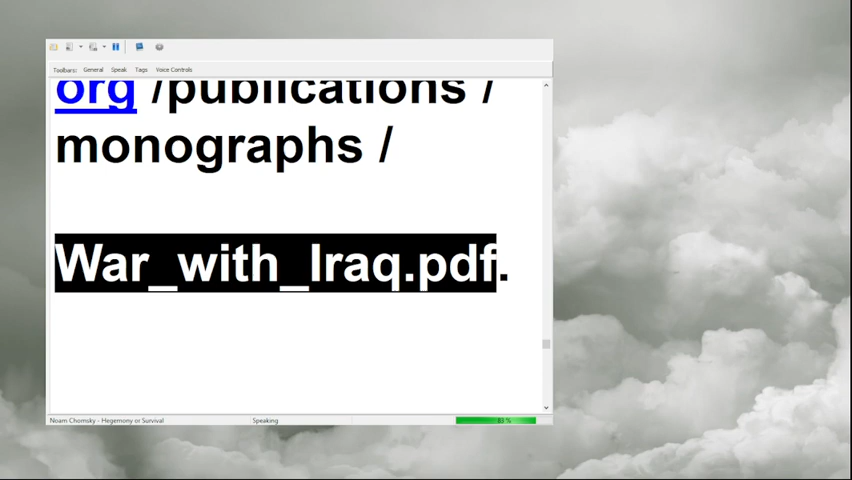 Toolbars: General Speak Tags Voice Controls
org /publications /
monographs /
War_with_Iraq.pdf.
Noam Chomsky - Hegemony or Survival Speaking 83 %